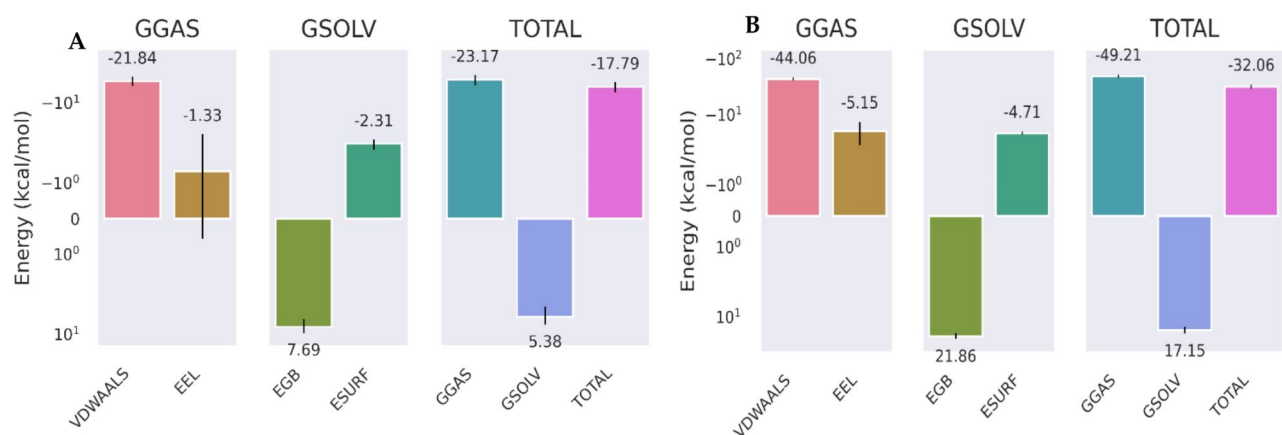 A
GGAS
GSOLV
TOTAL
Energy (kcal/mol)
−10¹
−10⁰
0
10⁰
10¹
-21.84
-1.33
7.69
-2.31
-23.17
5.38
-17.79
VDWAALS
EEL
EGB
ESURF
GGAS
GSOLV
TOTAL
B
GGAS
GSOLV
TOTAL
Energy (kcal/mol)
−10²
−10¹
−10⁰
0
10⁰
10¹
-44.06
-5.15
21.86
-4.71
-49.21
17.15
-32.06
VDWAALS
EEL
EGB
ESURF
GGAS
GSOLV
TOTAL